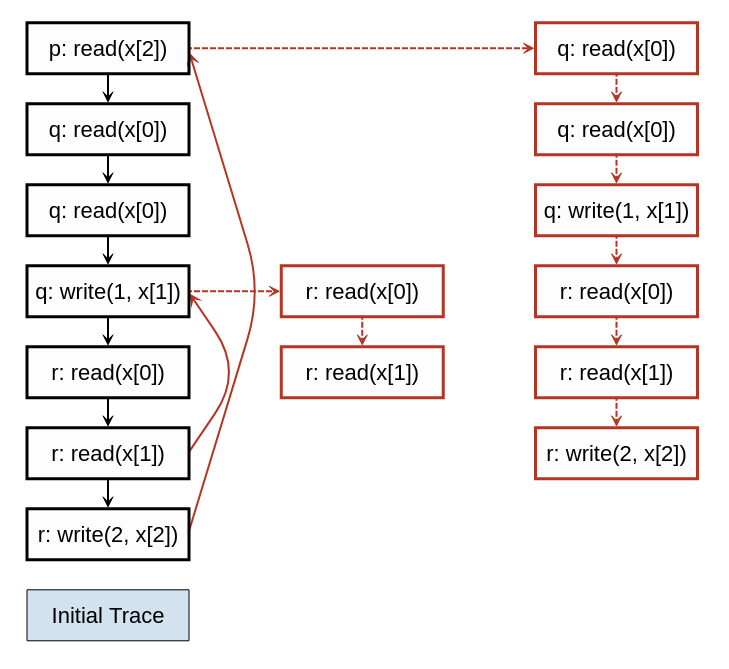 p: read(x[2])
q: read(x[0])
q: read(x[0])
q: write(1, x[1])
r: read(x[0])
r: read(x[1])
r: write(2, x[2])
Initial Trace
r: read(x[0])
r: read(x[1])
q: read(x[0])
q: read(x[0])
q: write(1, x[1])
r: read(x[0])
r: read(x[1])
r: write(2, x[2])